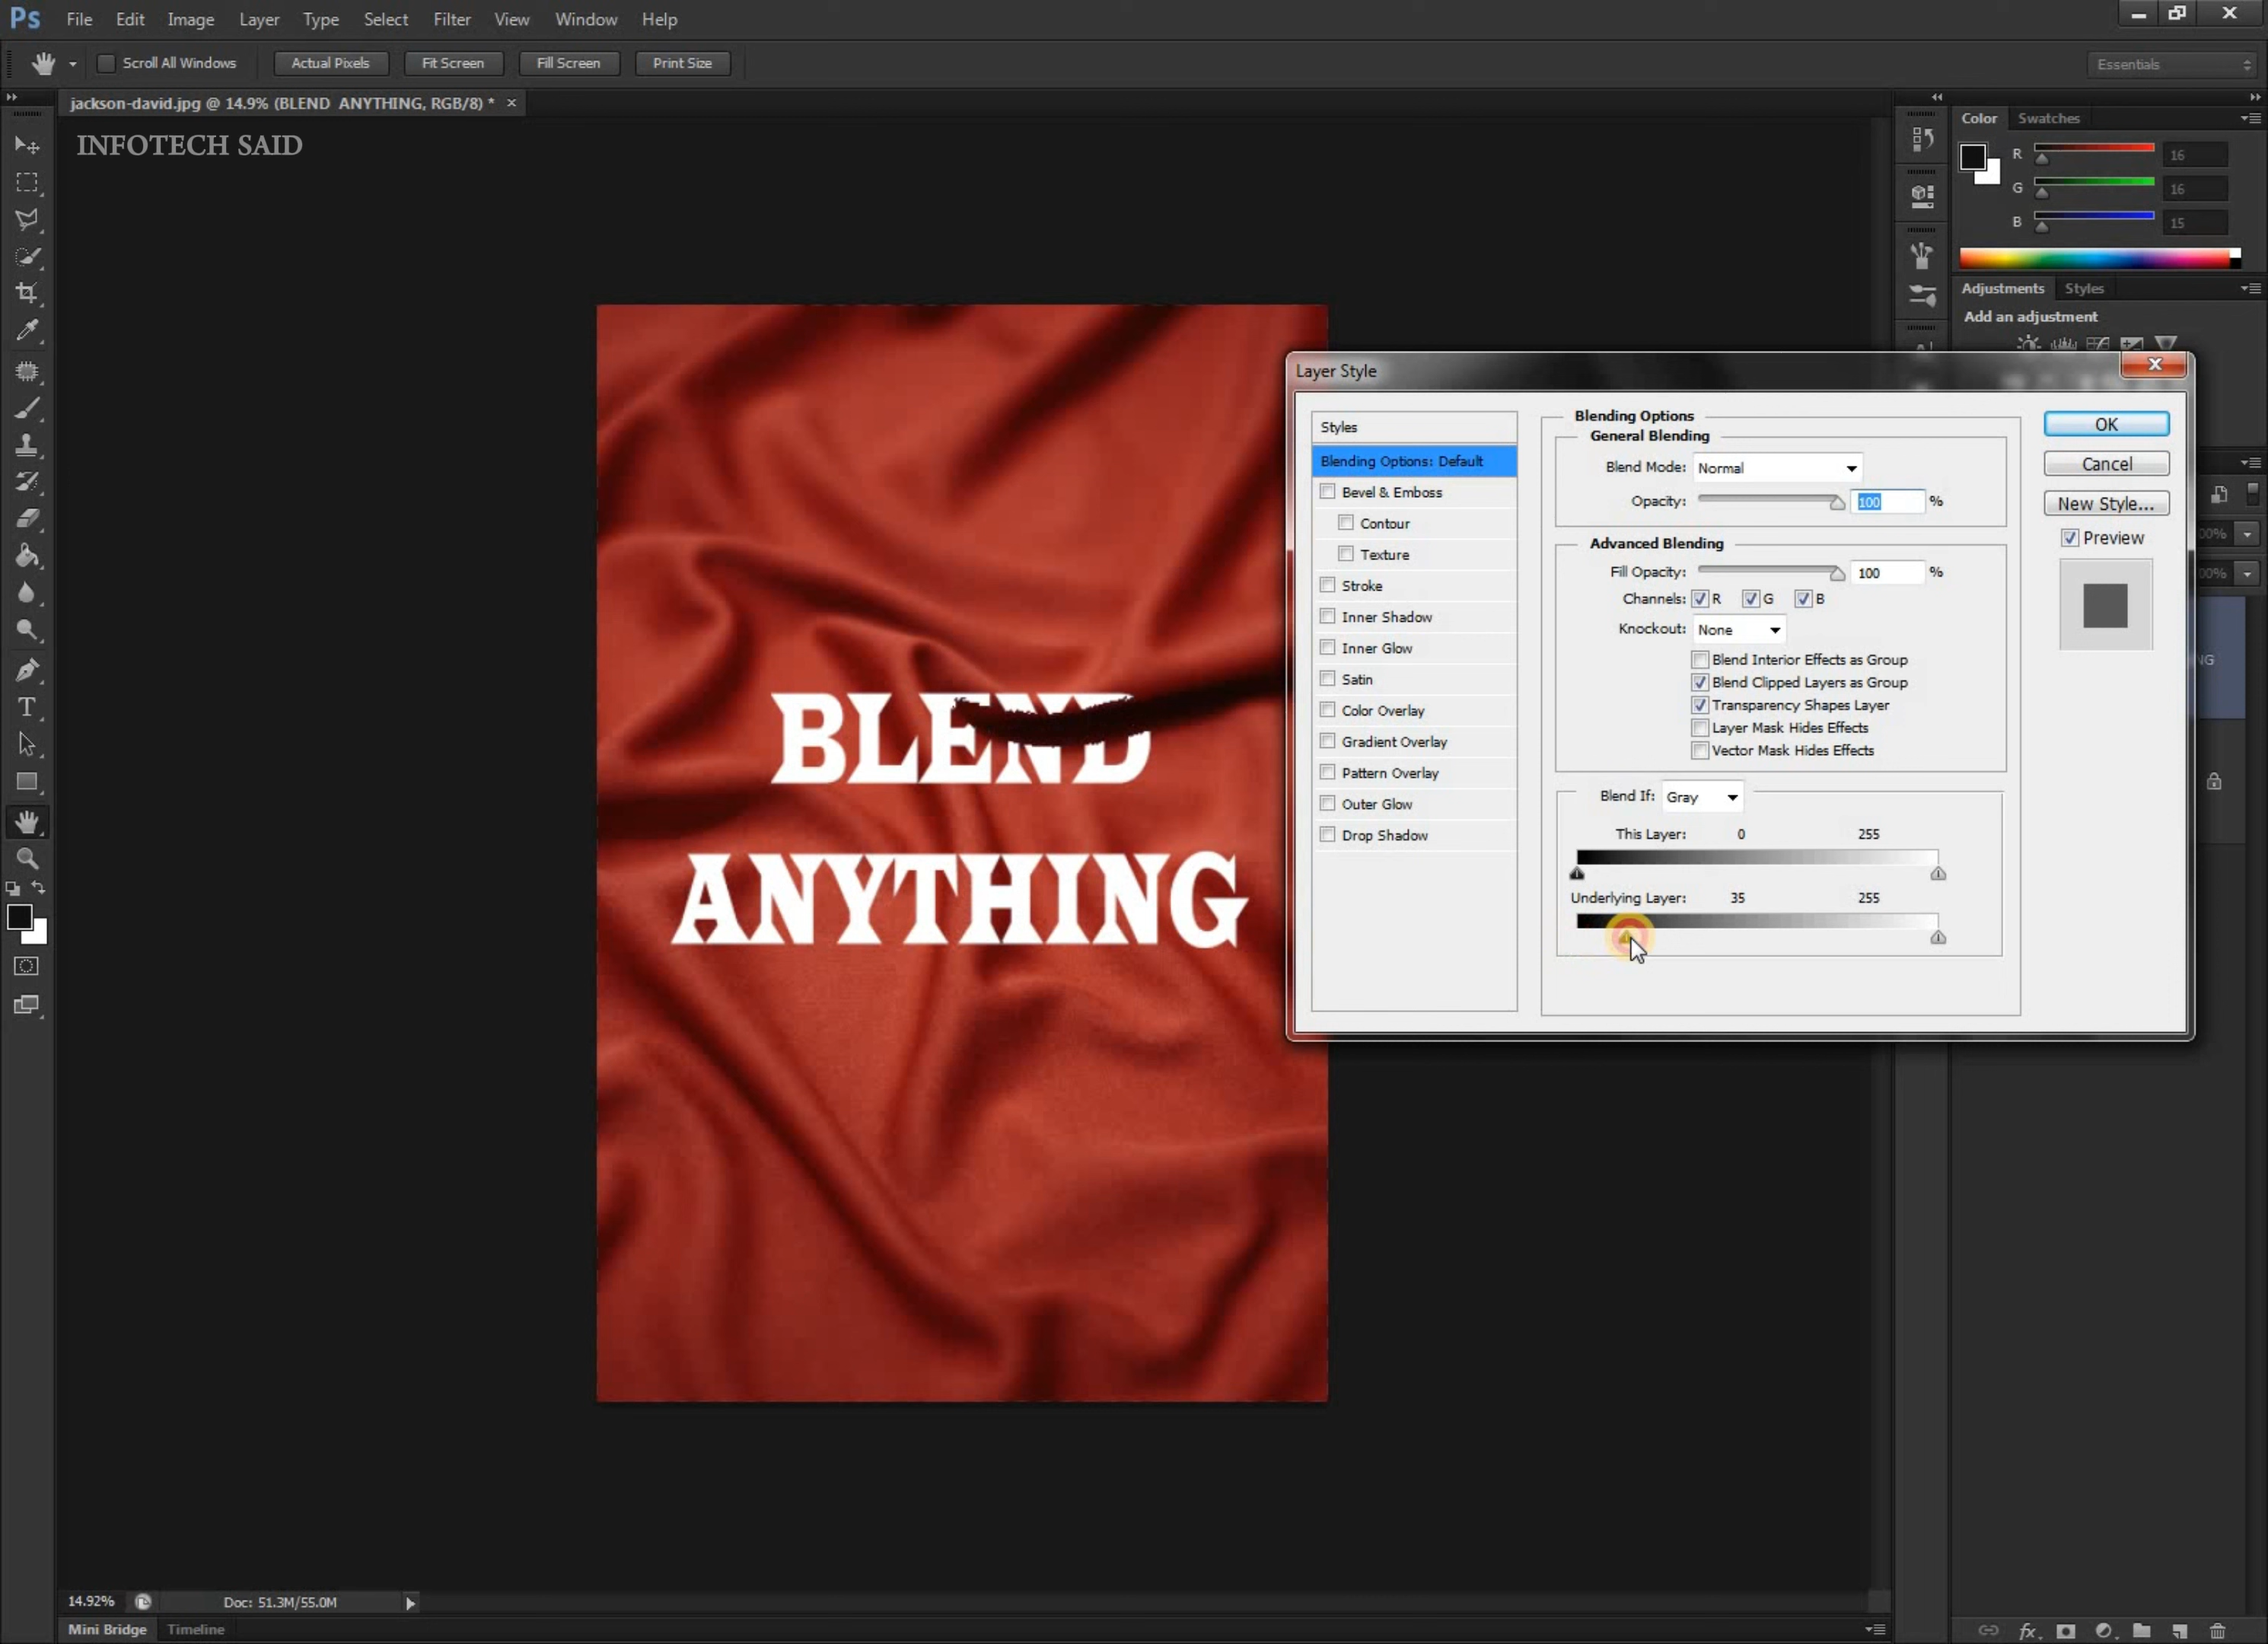 Ps File Edit Image Layer Type Select Filter View Window Help
Scroll All Windows Actual Pixels Fit Screen Fill Screen Print Size Essentials
jackson-david.jpg @ 14.9% (BLEND ANYTHING, RGB/8) * ×
INFOTECH SAID
Color Swatches
R 16
G 16
B 15
Adjustments Styles
Add an adjustment
Layer Style
Styles
Blending Options: Default
Bevel & Emboss
Contour
Texture
Stroke
Inner Shadow
Inner Glow
Satin
Color Overlay
Gradient Overlay
Pattern Overlay
Outer Glow
Drop Shadow
Blending Options
General Blending
Blend Mode: Normal
Opacity: 100 %
Advanced Blending
Fill Opacity: 100 %
Channels: R G B
Knockout: None
Blend Interior Effects as Group
Blend Clipped Layers as Group
Transparency Shapes Layer
Layer Mask Hides Effects
Vector Mask Hides Effects
Blend If: Gray
This Layer: 0 255
Underlying Layer: 35 255
OK
Cancel
New Style...
Preview
00%
00%
NG
BLEND
ANYTHING
14.92% Doc: 51.3M/55.0M
Mini Bridge Timeline
fx